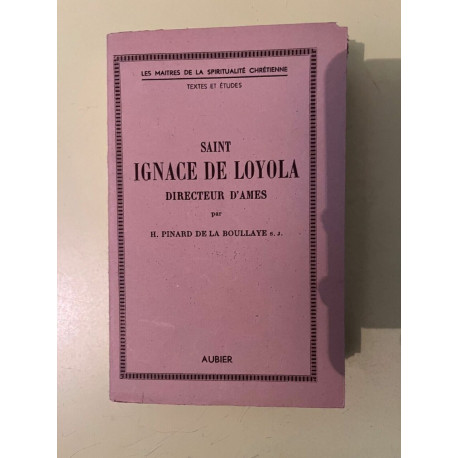 LES MAITRES DE LA SPIRITUALITÉ CHRÉTIENNE
TEXTES ET ÉTUDES
SAINT
IGNACE DE LOYOLA
DIRECTEUR D'AMES
par
H. PINARD DE LA BOULLAYE s. j.
AUBIER